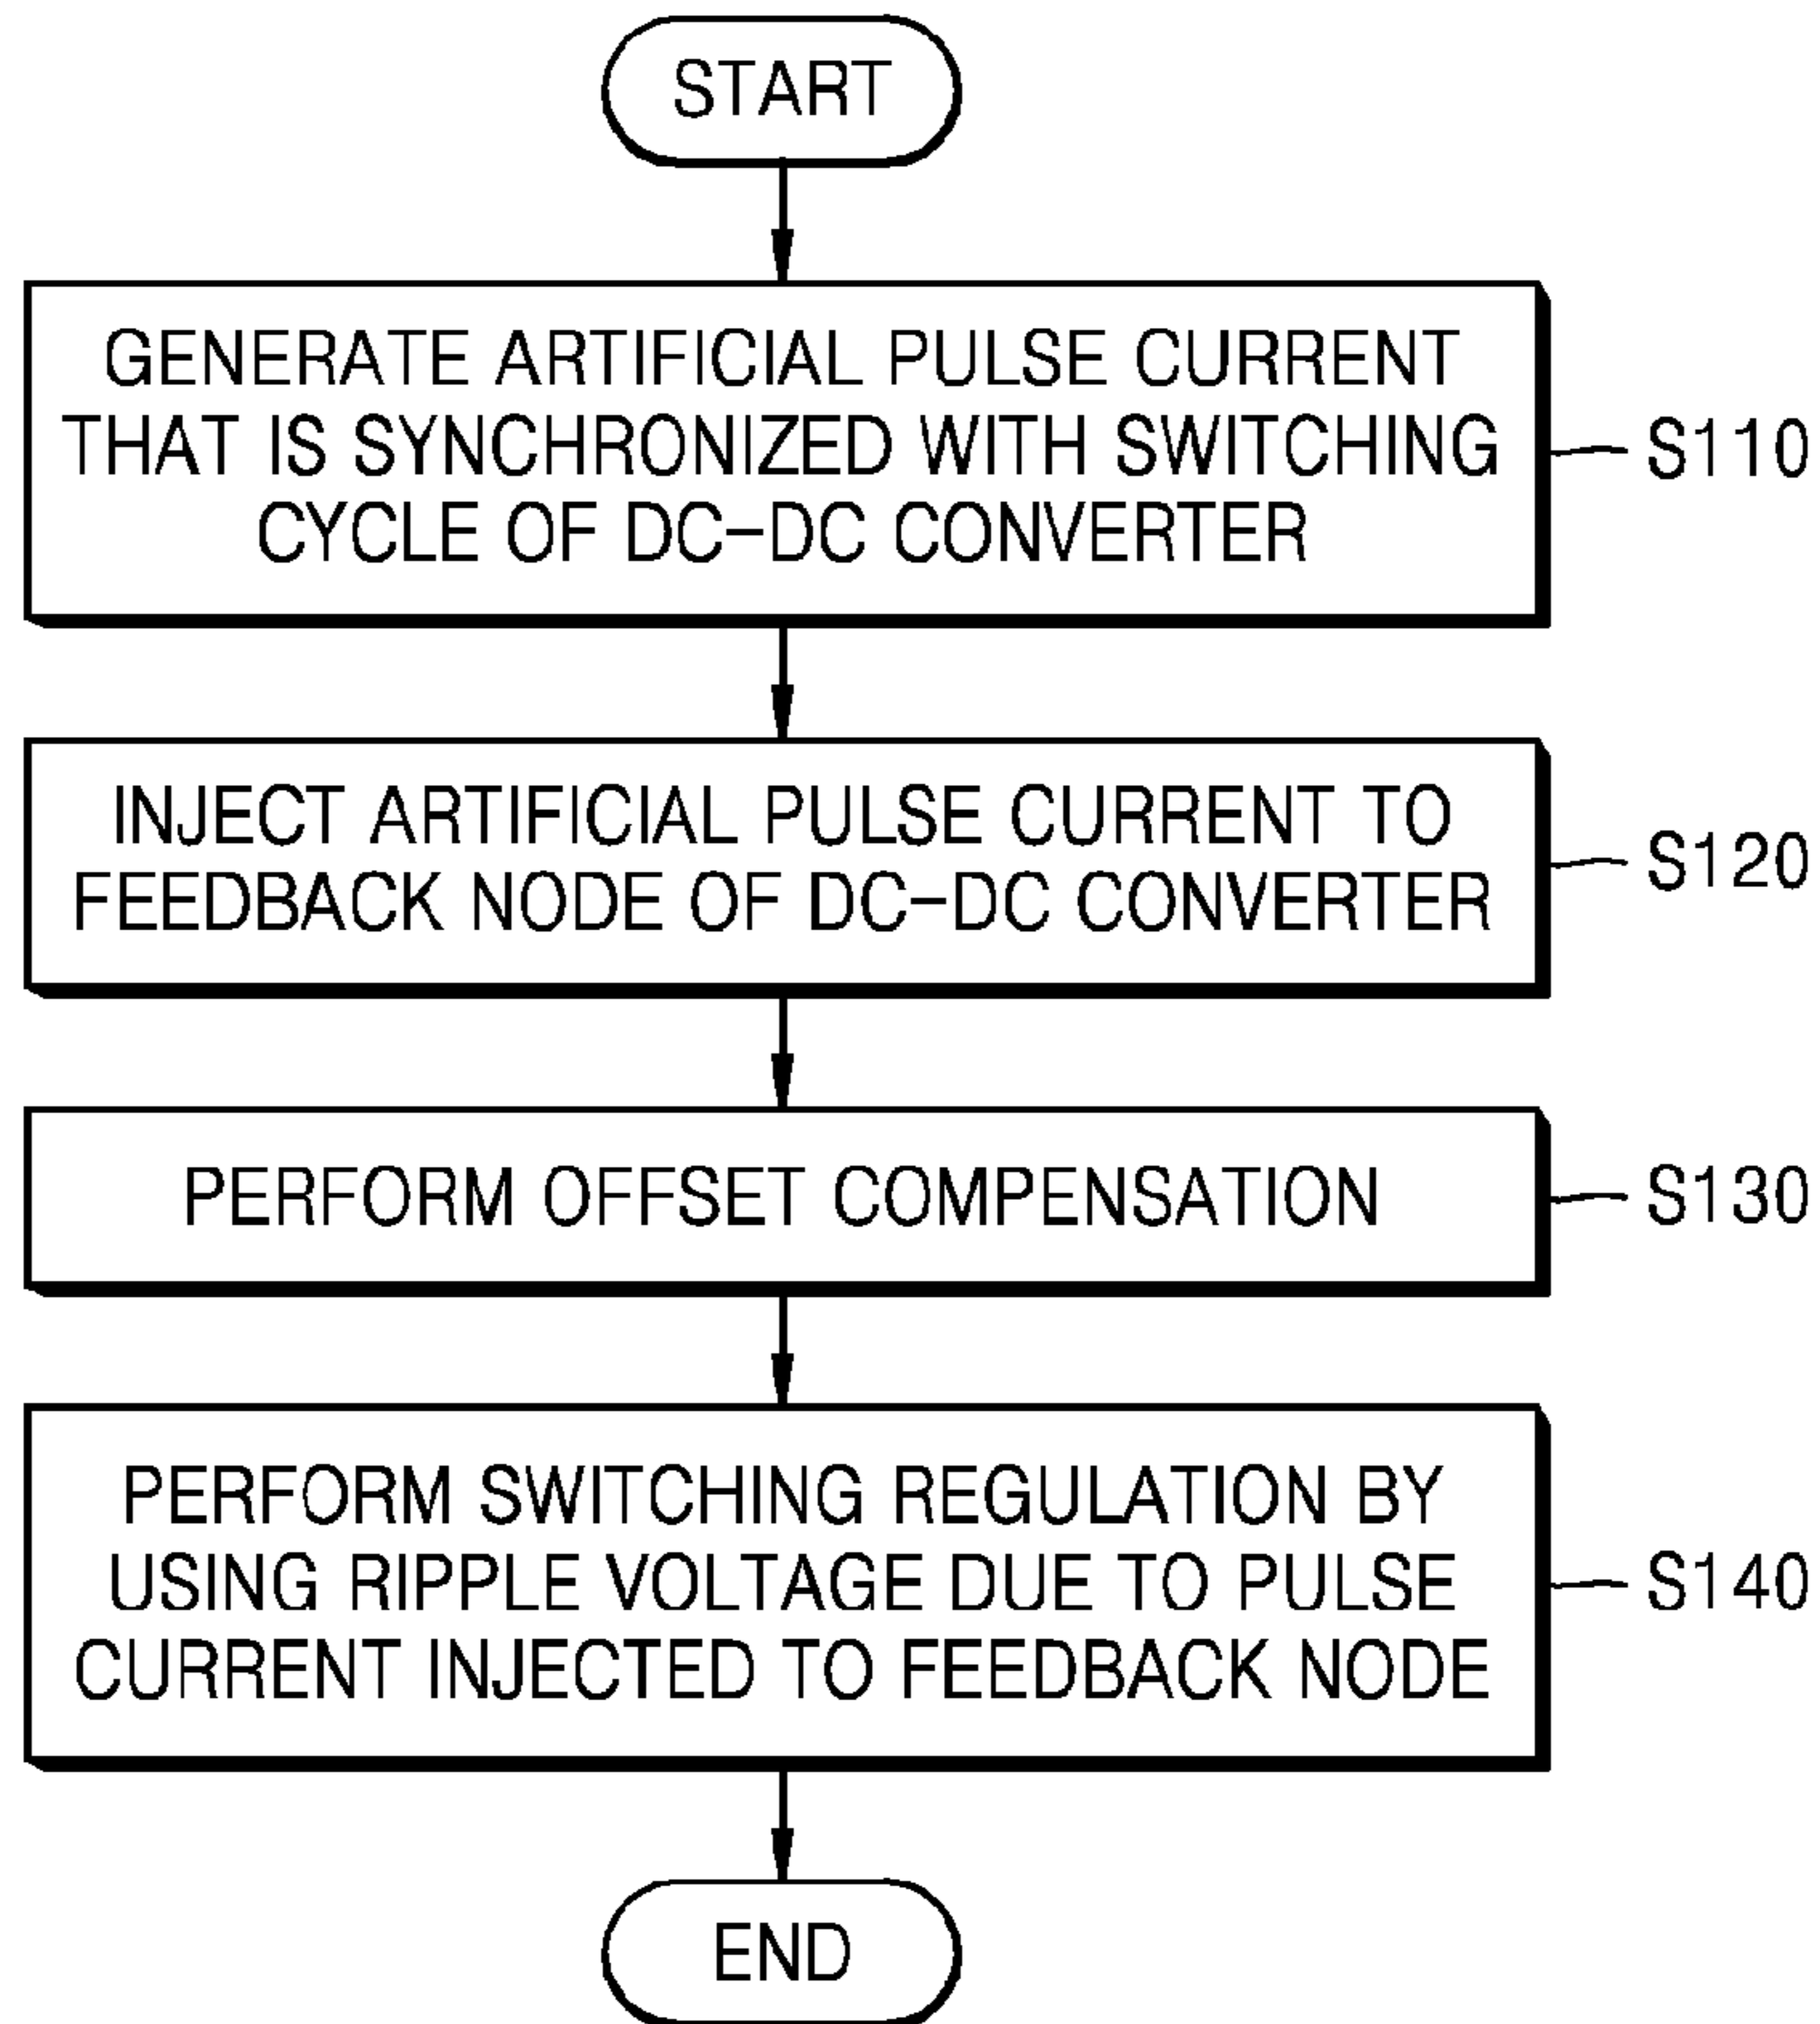 START
GENERATE ARTIFICIAL PULSE CURRENT
THAT IS SYNCHRONIZED WITH SWITCHING
CYCLE OF DC-DC CONVERTER
S110
INJECT ARTIFICIAL PULSE CURRENT TO
FEEDBACK NODE OF DC-DC CONVERTER
S120
PERFORM OFFSET COMPENSATION
S130
PERFORM SWITCHING REGULATION BY
USING RIPPLE VOLTAGE DUE TO PULSE
CURRENT INJECTED TO FEEDBACK NODE
S140
END